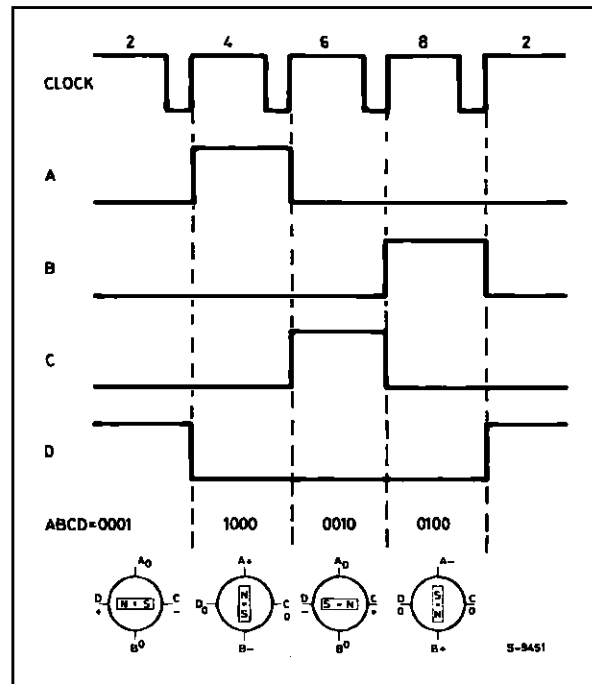 2 4 6 8 2
CLOCK
A
B
C
D
ABCD=0001 1000 0010 0100
A0 A+ A0 A-
D N S C D0 N S C D S N C D S N C
+ - 0 - + 0 0
B0 B- B0 B+
S-9451